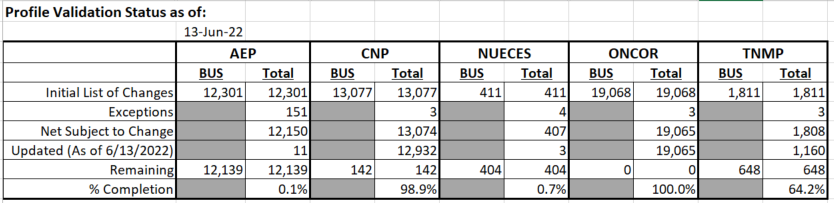 Profile Validation Status as of:
13-Jun-22
AEP CNP NUECES ONCOR TNMP
BUS Total BUS Total BUS Total BUS Total BUS Total
Initial List of Changes 12,301 12,301 13,077 13,077 411 411 19,068 19,068 1,811 1,811
Exceptions 151 3 4 3 3
Net Subject to Change 12,150 13,074 407 19,065 1,808
Updated (As of 6/13/2022) 11 12,932 3 19,065 1,160
Remaining 12,139 12,139 142 142 404 404 0 0 648 648
% Completion 0.1% 98.9% 0.7% 100.0% 64.2%